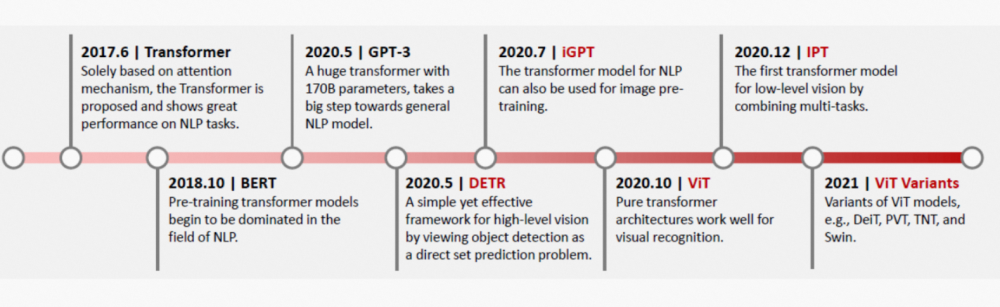 2017.6 | Transformer
Solely based on attention
mechanism, the Transformer is
proposed and shows great
performance on NLP tasks.
2018.10 | BERT
Pre-training transformer models
begin to be dominated in the
field of NLP.
2020.5 | GPT-3
A huge transformer with
170B parameters, takes a
big step towards general
NLP model.
2020.5 | DETR
A simple yet effective
framework for high-level vision
by viewing object detection as
a direct set prediction problem.
2020.7 | iGPT
The transformer model for NLP
can also be used for image pre-
training.
2020.10 | ViT
Pure transformer
architectures work well for
visual recognition.
2020.12 | IPT
The first transformer model
for low-level vision by
combining multi-tasks.
2021 | ViT Variants
Variants of ViT models,
e.g., DeiT, PVT, TNT, and
Swin.